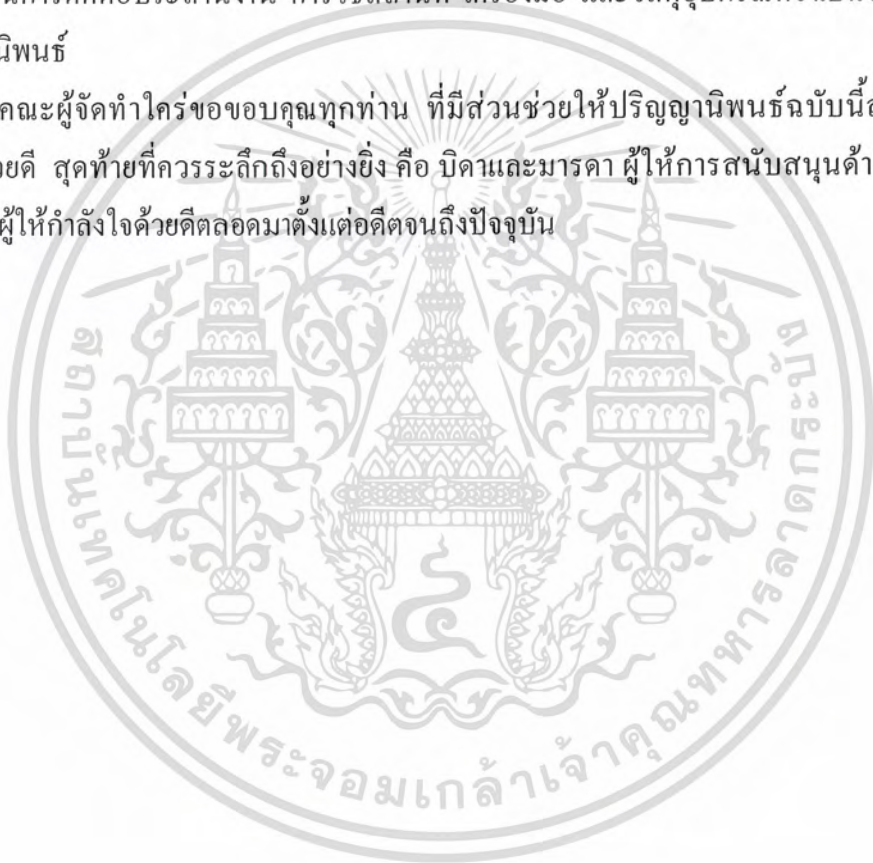 คณะผู้จัดทำใคร่ขอขอบคุณทุกท่าน ที่มีส่วนช่วยให้ปริญญานิพนธ์ฉบับนี้
นิพนธ์
วยดี สุดท้ายที่ควรระลึกถึงอย่างยิ่ง คือ บิดาและมารดา ผู้ให้การสนับสนุนด้า
ผู้ให้กำลังใจด้วยดีตลอดมาตั้งแต่อดีตจนถึงปัจจุบัน
สถาบันเทคโนโลยีพระจอมเกล้าเจ้าคุณทหารลาดกระบัง